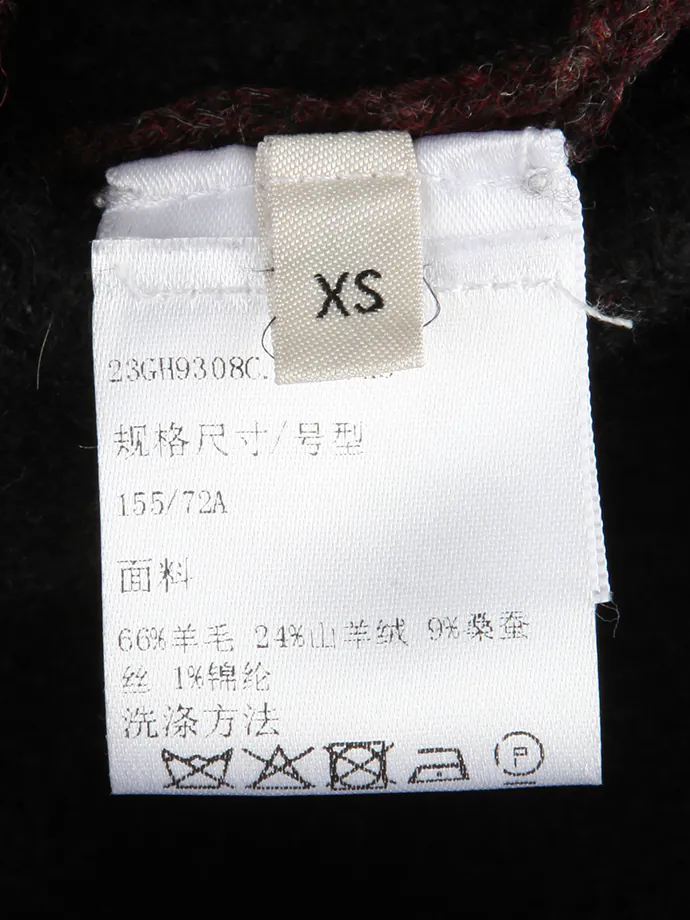 XS
23GH9308C.
规格尺寸/号型
155/72A
面料
66%羊毛 24%山羊绒 9%桑蚕
丝 1%锦纶
洗涤方法
P